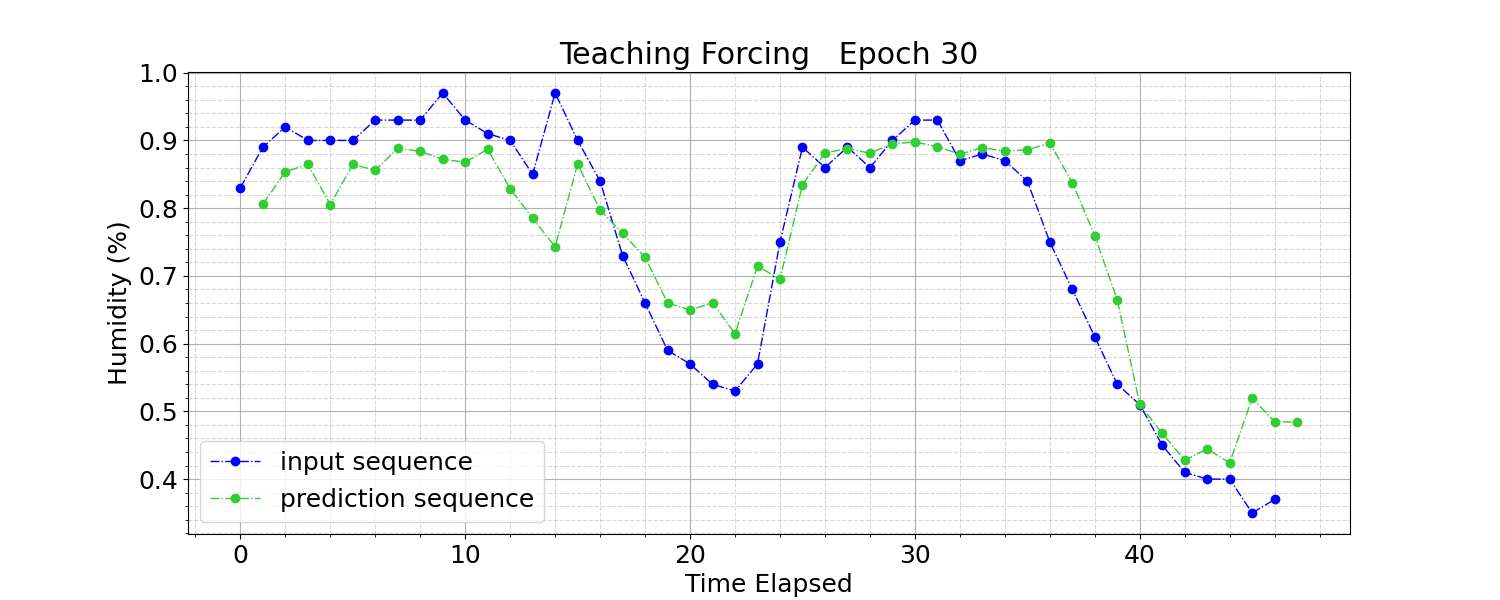 Teaching Forcing   Epoch 30
Humidity (%)
1.0
0.9
0.8
0.7
0.6
0.5
0.4
input sequence
prediction sequence
0 10 20 30 40
Time Elapsed